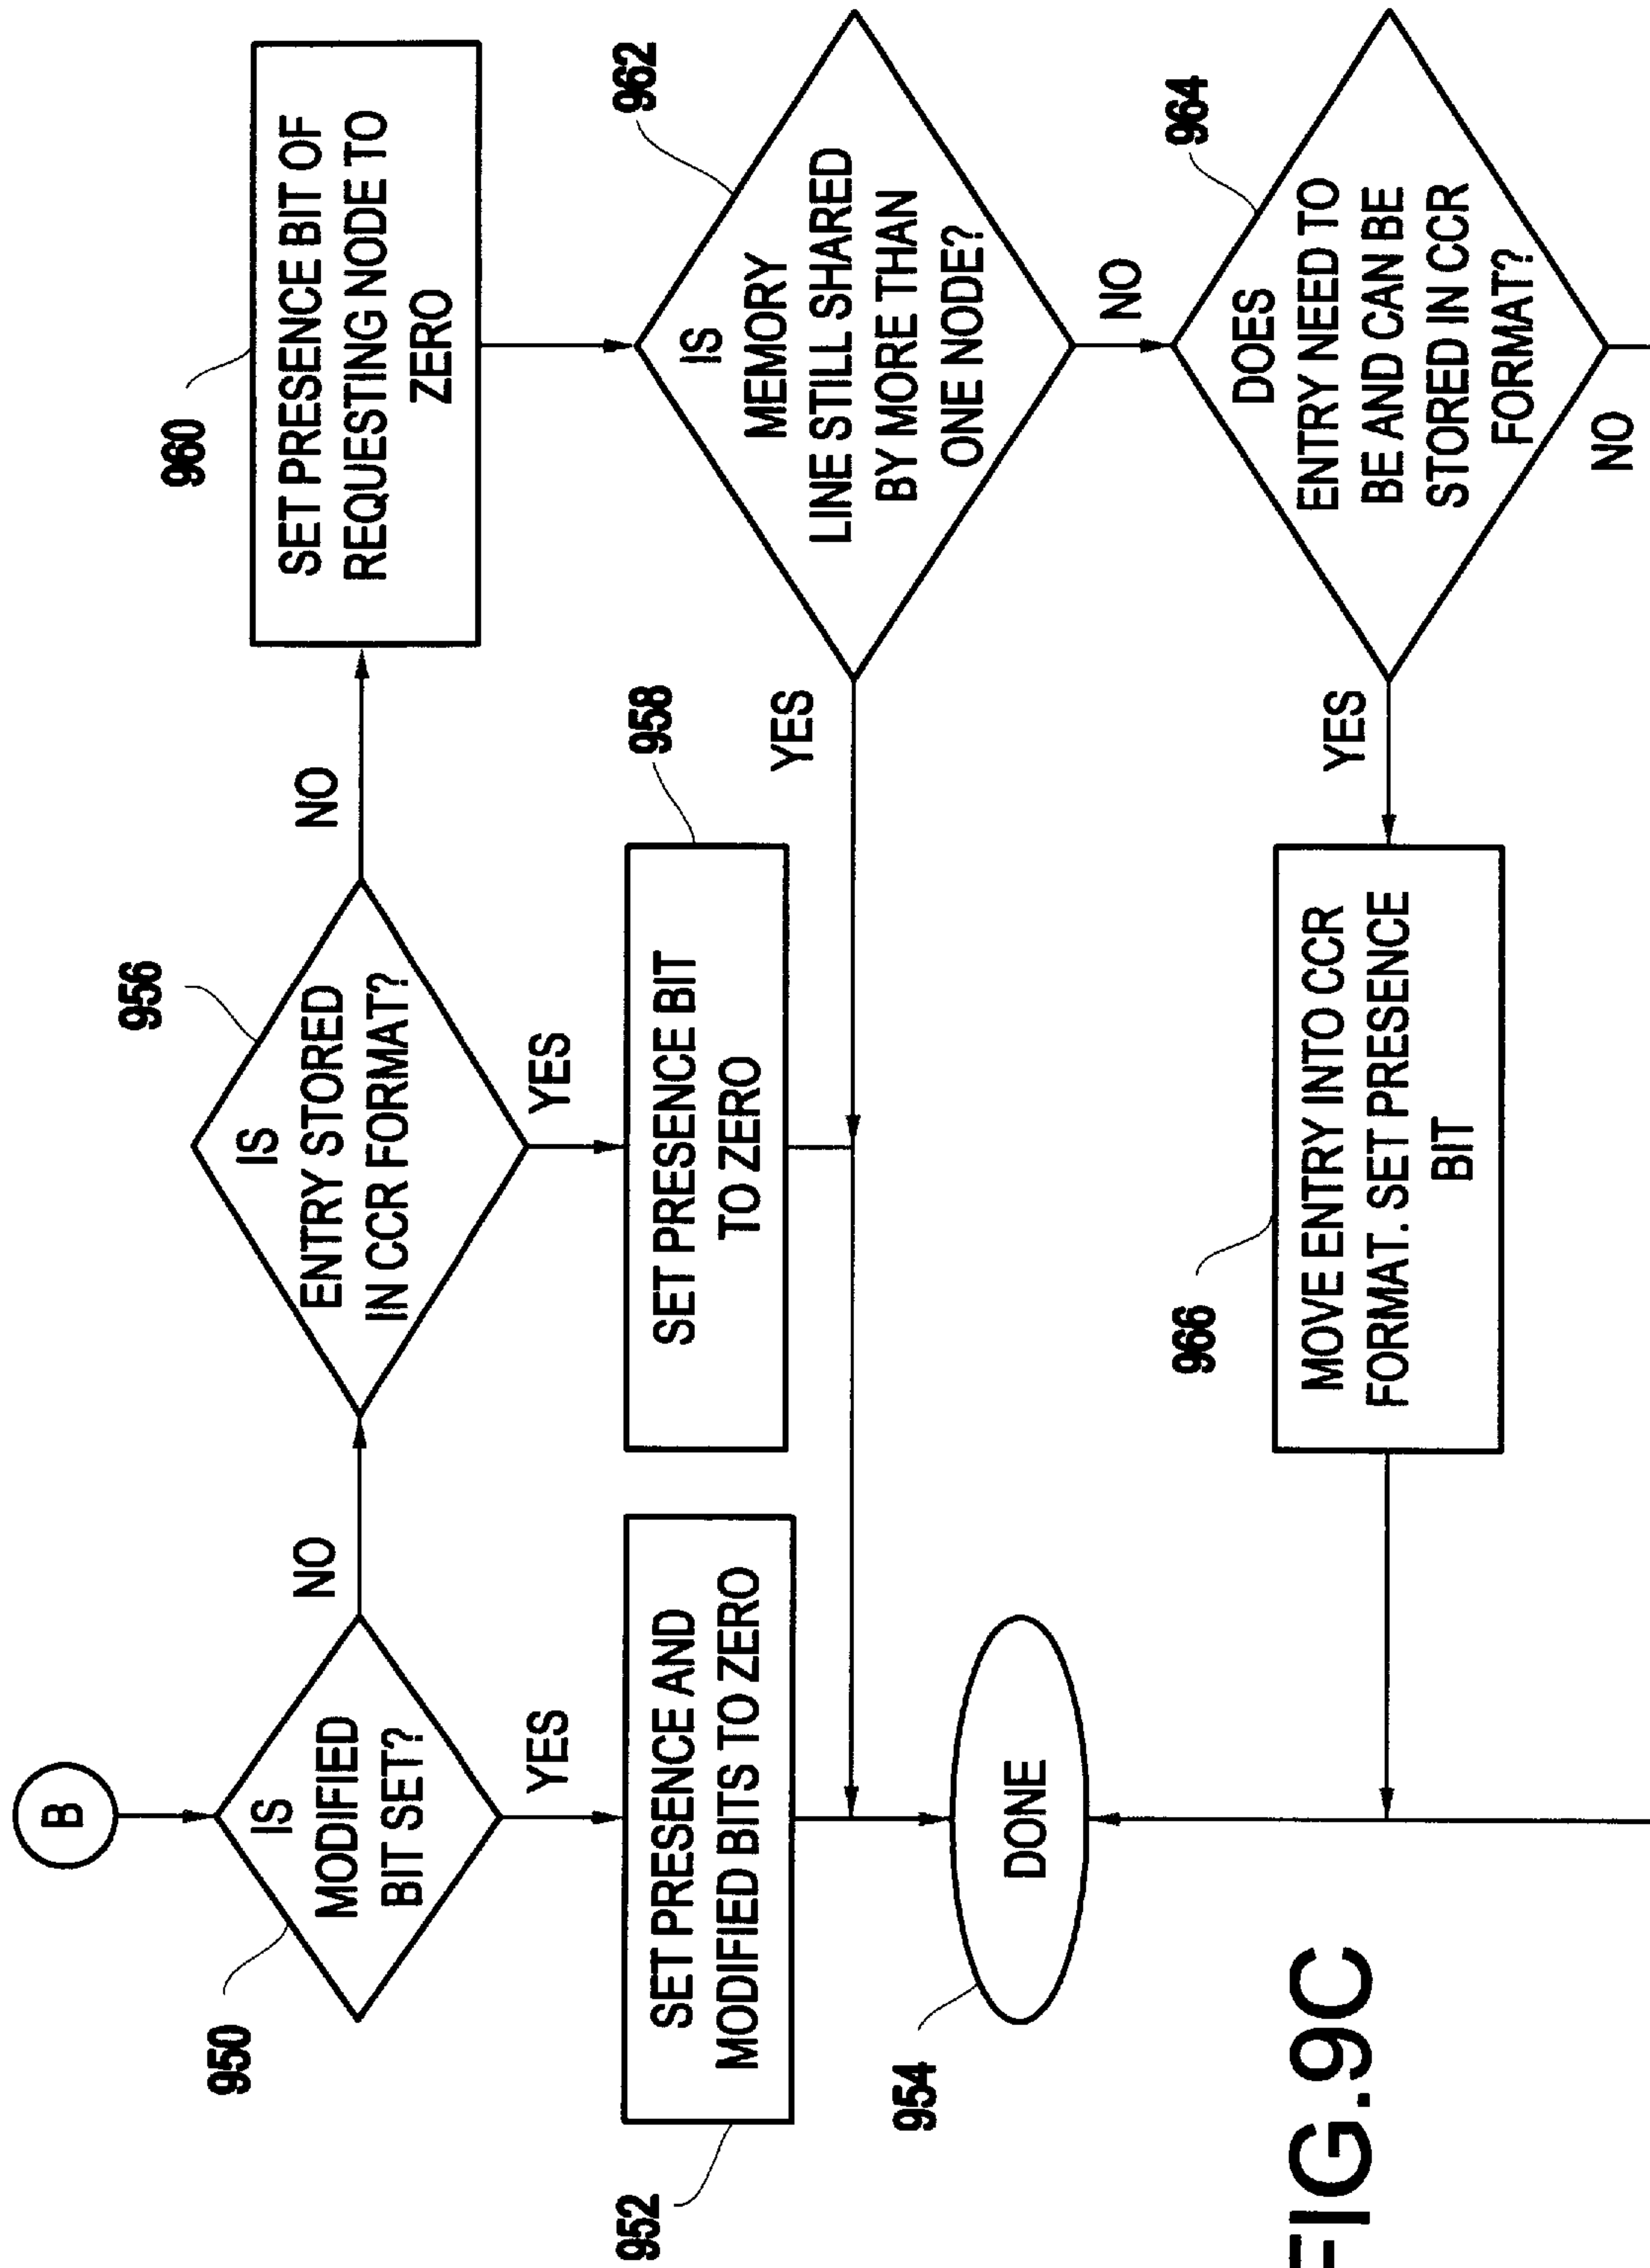 B
950
IS
MODIFIED
BIT SET?
NO
YES
952
SET PRESENCE AND
MODIFIED BITS TO ZERO
954
DONE
956
IS
ENTRY STORED
IN CCR FORMAT?
NO
YES
958
SET PRESENCE BIT
TO ZERO
960
SET PRESENCE BIT OF
REQUESTING NODE TO
ZERO
962
IS
MEMORY
LINE STILL SHARED
BY MORE THAN
ONE NODE?
YES
NO
964
DOES
ENTRY NEED TO
BE AND CAN BE
STORED IN CCR
FORMAT?
YES
NO
966
MOVE ENTRY INTO CCR
FORMAT. SET PRESENCE
BIT
FIG.9C